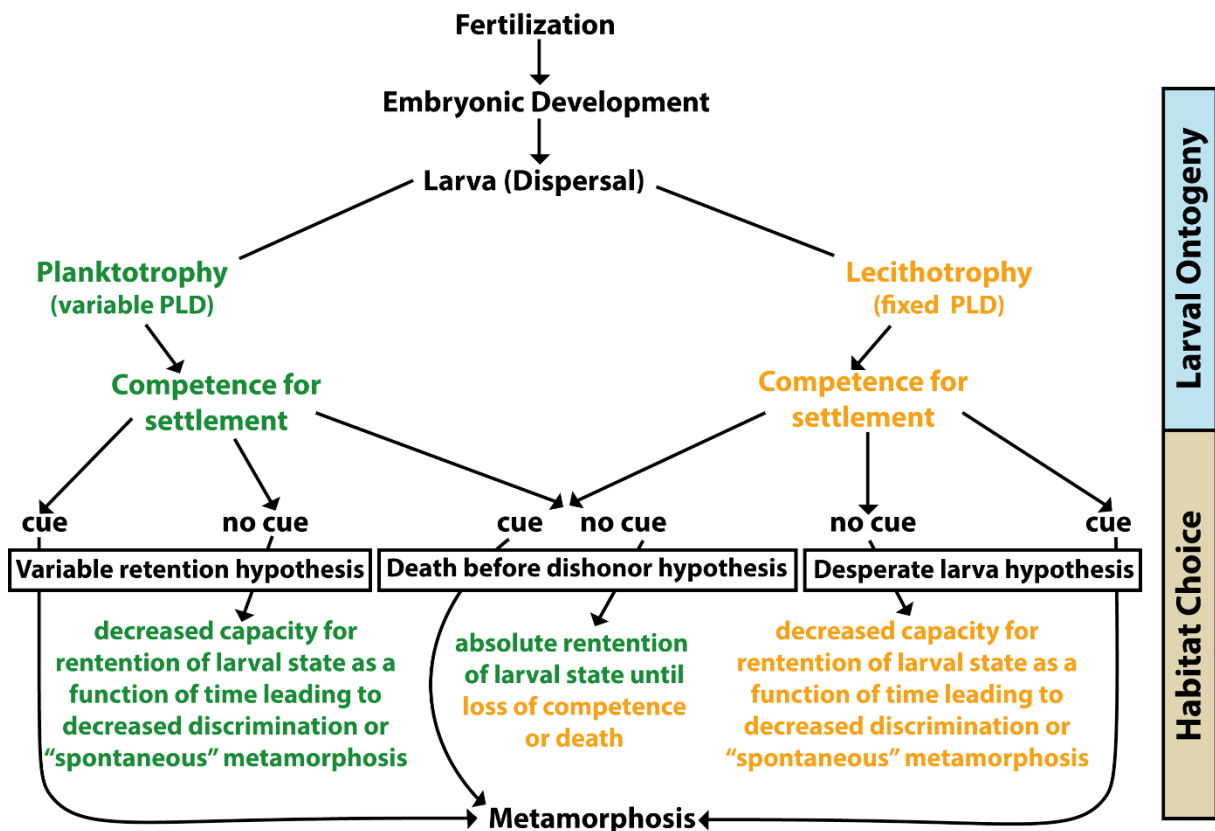 Fertilization
Embryonic Development
Larva (Dispersal)
Planktotrophy
(variable PLD)
Lecithotrophy
(fixed PLD)
Competence for
settlement
Competence for
settlement
cue
no cue
cue
no cue
no cue
cue
Variable retention hypothesis
Death before dishonor hypothesis
Desperate larva hypothesis
decreased capacity for
rentention of larval state as a
function of time leading to
decreased discrimination or
“spontaneous” metamorphosis
absolute rentention
of larval state until
loss of competence
or death
decreased capacity for
rentention of larval state as a
function of time leading to
decreased discrimination or
“spontaneous” metamorphosis
Metamorphosis
Larval Ontogeny
Habitat Choice